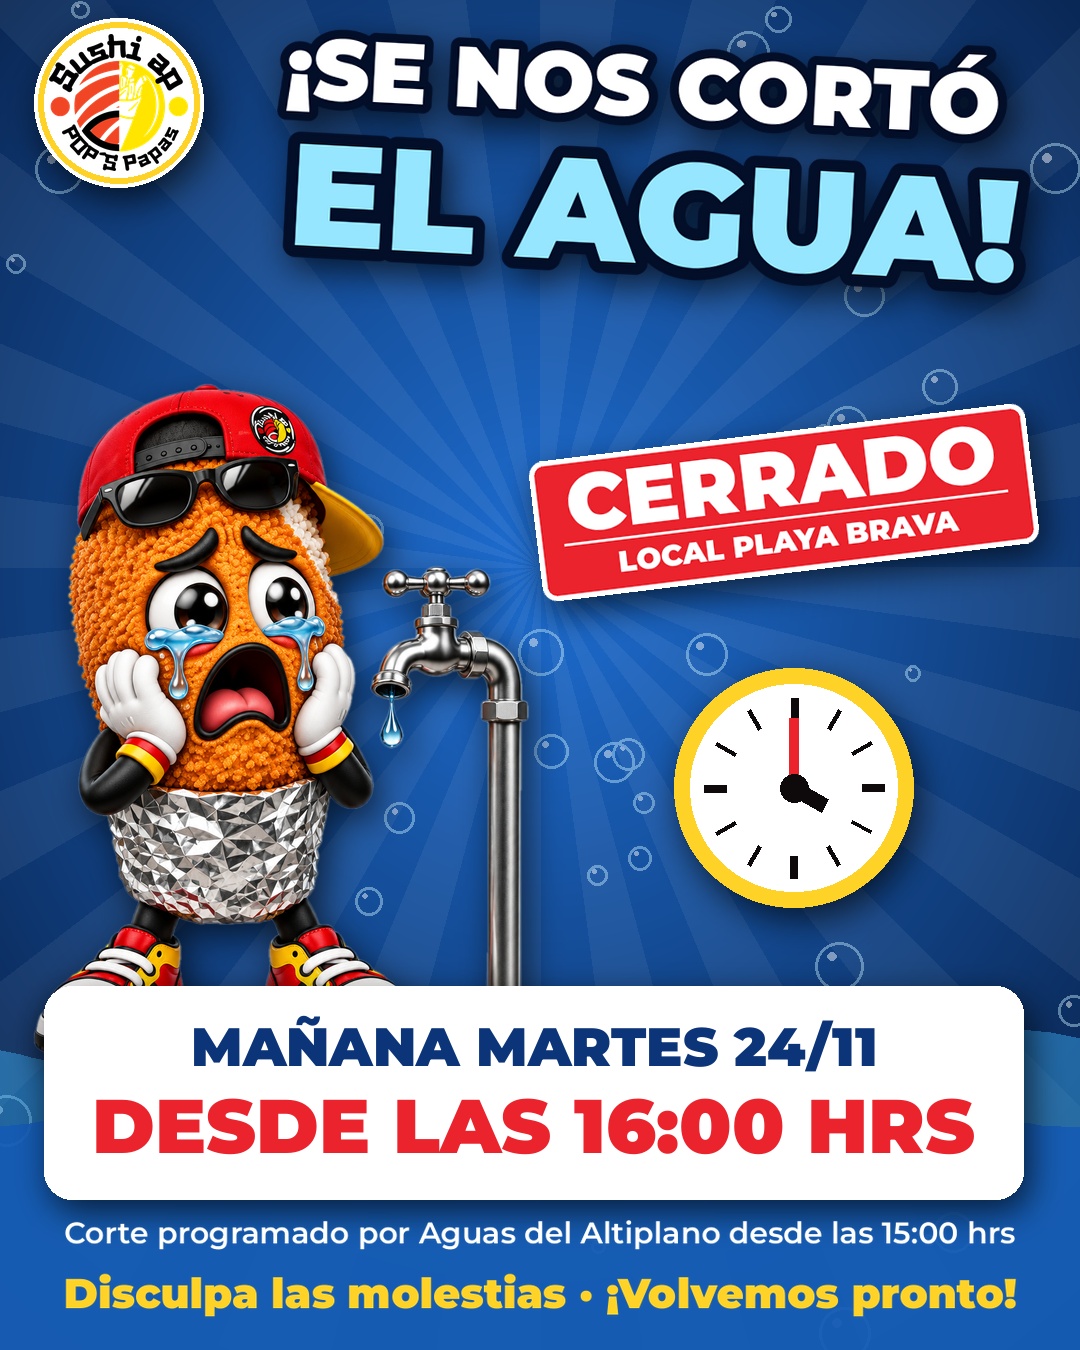 Sushi ap
POP'S Papas
¡SE NOS CORTÓ
EL AGUA!
CERRADO
LOCAL PLAYA BRAVA
MAÑANA MARTES 24/11
DESDE LAS 16:00 HRS
Corte programado por Aguas del Altiplano desde las 15:00 hrs
Disculpa las molestias • ¡Volvemos pronto!